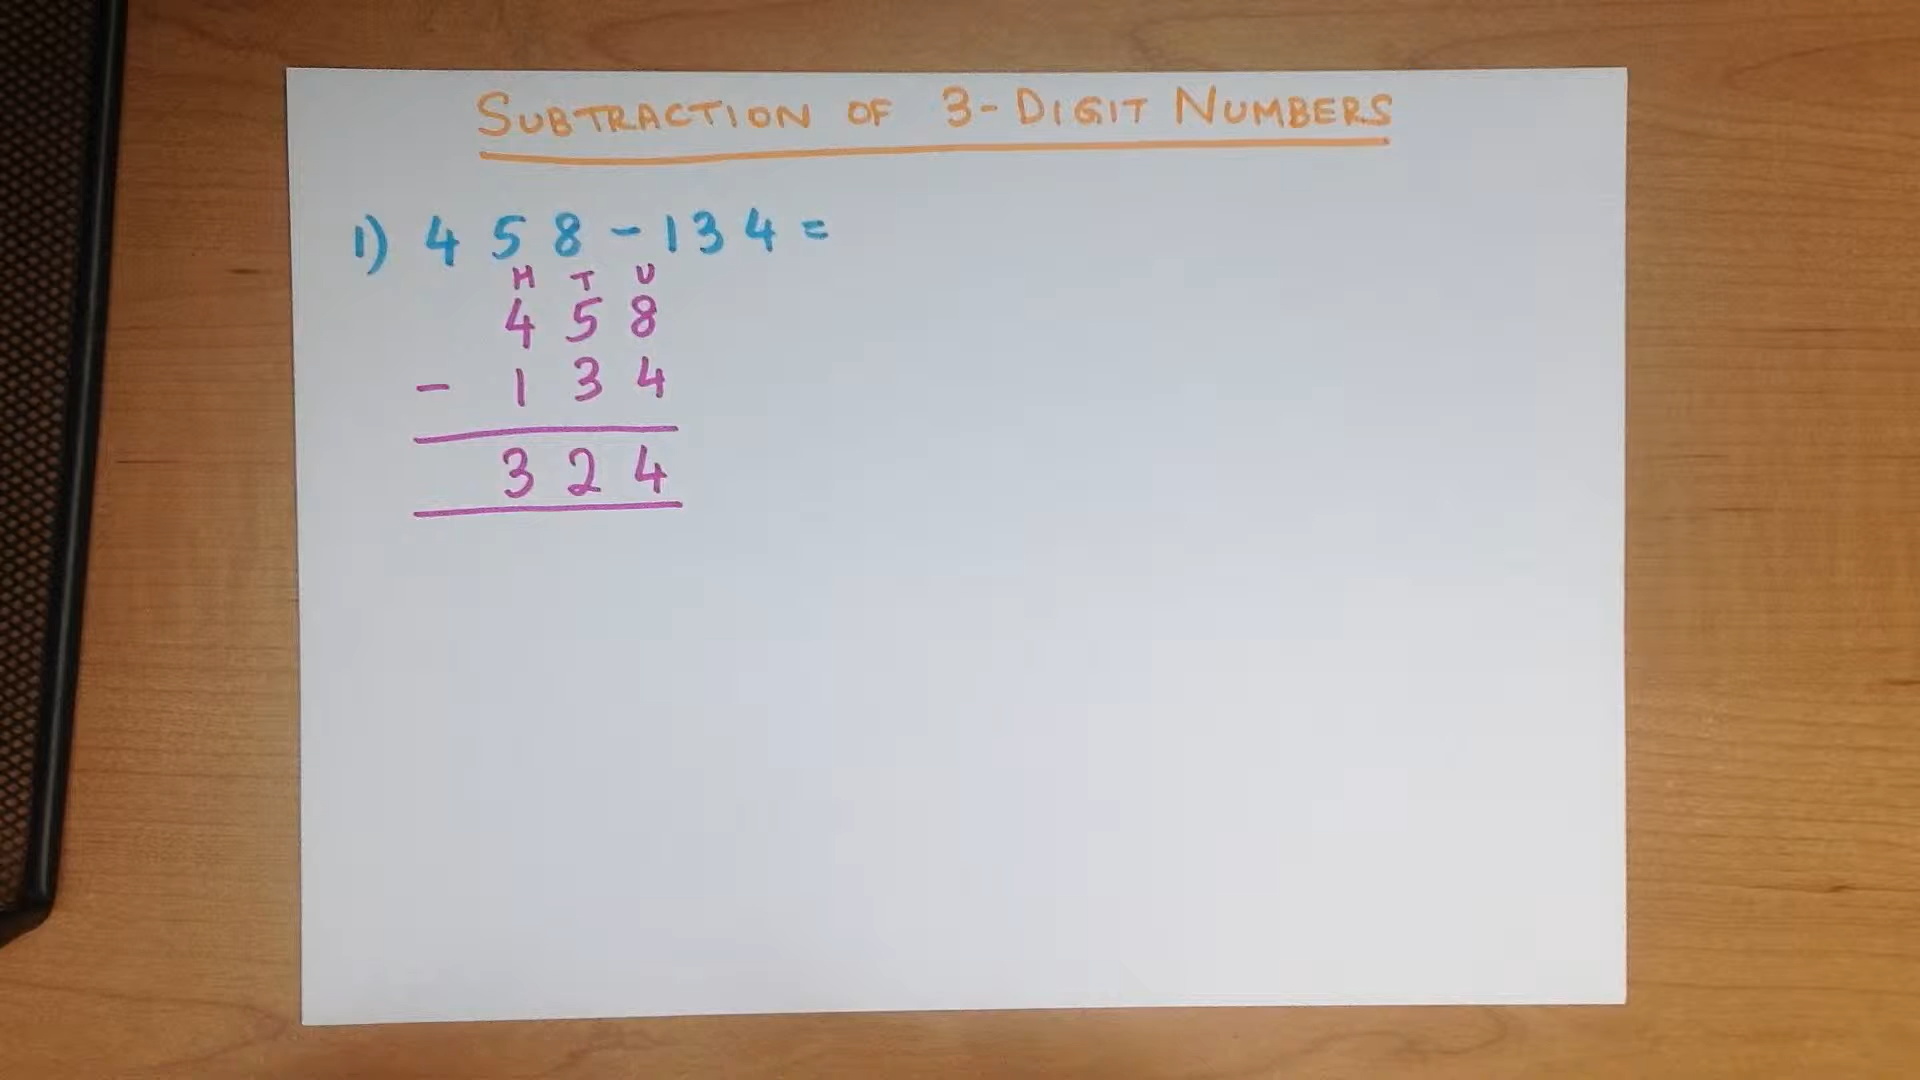 SUBTRACTION OF 3-DIGIT NUMBERS
1) 458-134=
H T U
4 5 8
- 1 3 4
3 2 4